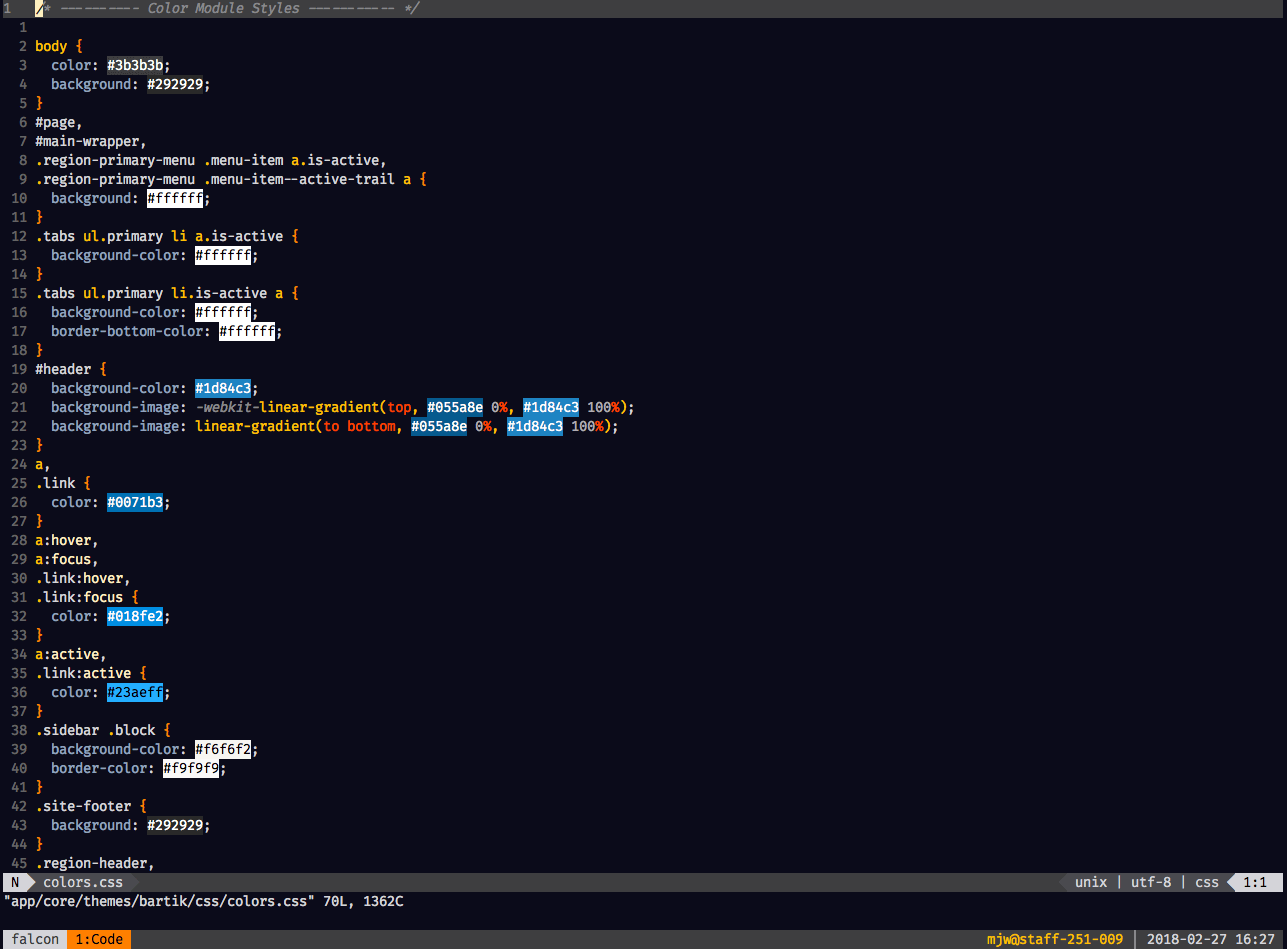 1   /* ---------- Color Module Styles ----------- */
  1
  2 body {
  3   color: #3b3b3b;
  4   background: #292929;
  5 }
  6 #page,
  7 #main-wrapper,
  8 .region-primary-menu .menu-item a.is-active,
  9 .region-primary-menu .menu-item--active-trail a {
 10   background: #ffffff;
 11 }
 12 .tabs ul.primary li a.is-active {
 13   background-color: #ffffff;
 14 }
 15 .tabs ul.primary li.is-active a {
 16   background-color: #ffffff;
 17   border-bottom-color: #ffffff;
 18 }
 19 #header {
 20   background-color: #1d84c3;
 21   background-image: -webkit-linear-gradient(top, #055a8e 0%, #1d84c3 100%);
 22   background-image: linear-gradient(to bottom, #055a8e 0%, #1d84c3 100%);
 23 }
 24 a,
 25 .link {
 26   color: #0071b3;
 27 }
 28 a:hover,
 29 a:focus,
 30 .link:hover,
 31 .link:focus {
 32   color: #018fe2;
 33 }
 34 a:active,
 35 .link:active {
 36   color: #23aeff;
 37 }
 38 .sidebar .block {
 39   background-color: #f6f6f2;
 40   border-color: #f9f9f9;
 41 }
 42 .site-footer {
 43   background: #292929;
 44 }
 45 .region-header,
N colors.css unix | utf-8 | css 1:1
"app/core/themes/bartik/css/colors.css" 70L, 1362C
falcon 1:Code mjw@staff-251-009 | 2018-02-27 16:27